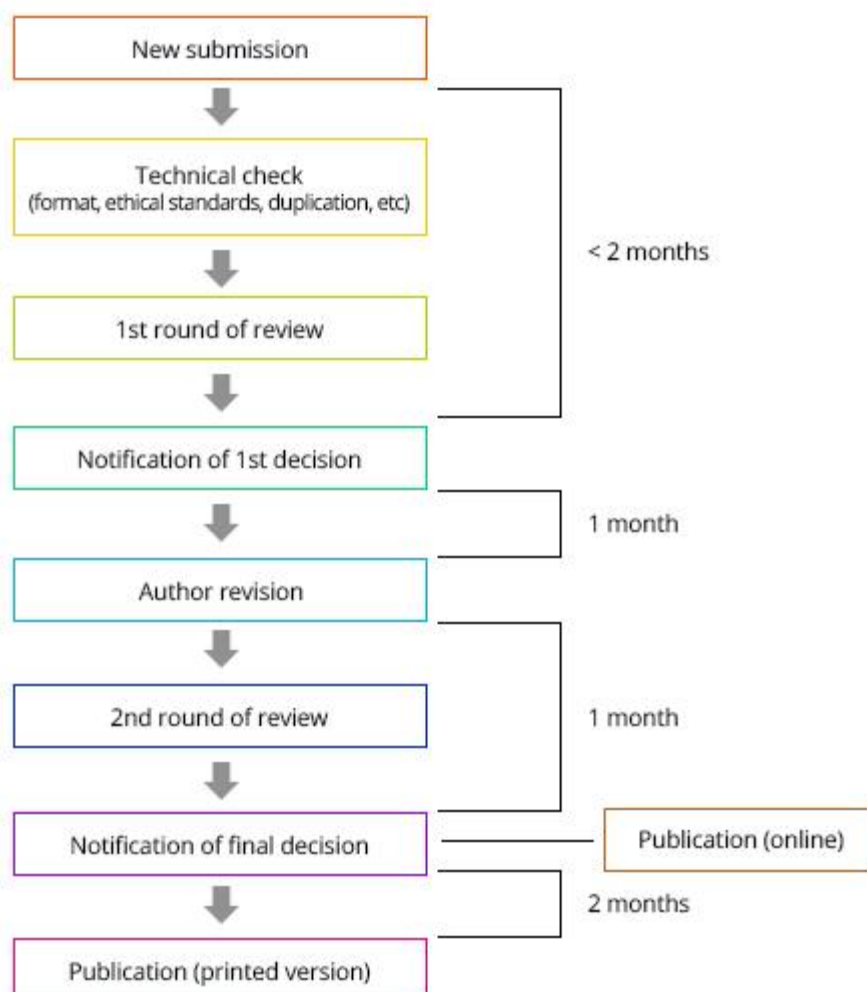 New submission
Technical check
(format, ethical standards, duplication, etc)
< 2 months
1st round of review
Notification of 1st decision
1 month
Author revision
2nd round of review
1 month
Notification of final decision
Publication (online)
2 months
Publication (printed version)